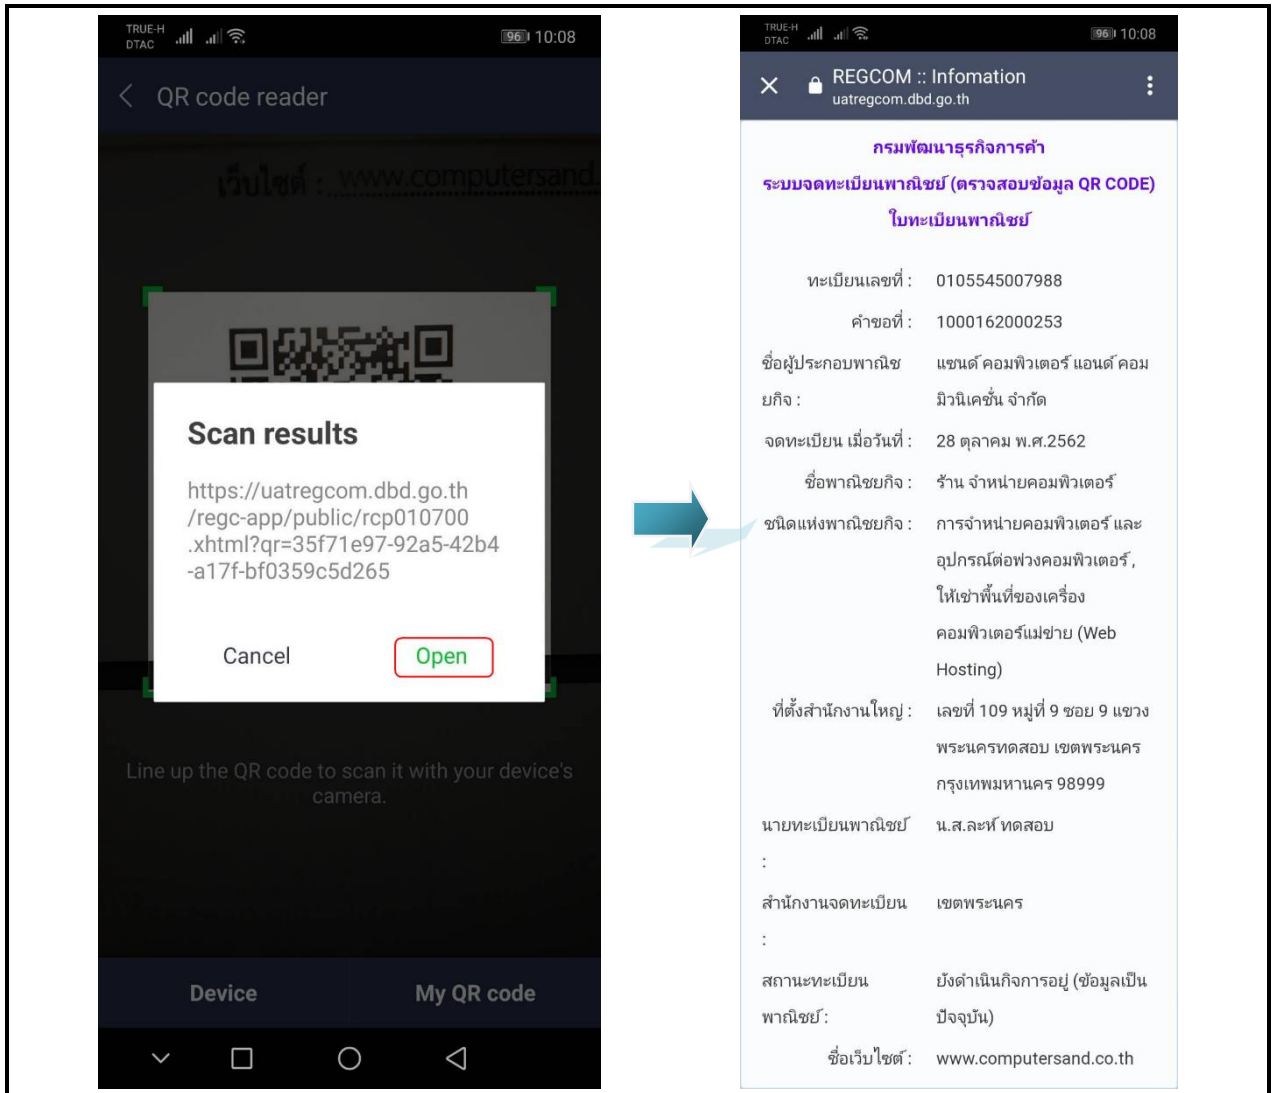 TRUE-H
DTAC
96 10:08
QR code reader
เว็บไซต์ : www.computersand.
Scan results
https://uatregcom.dbd.go.th
/regc-app/public/rcp010700
.xhtml?qr=35f71e97-92a5-42b4
-a17f-bf0359c5d265
Cancel Open
Line up the QR code to scan it with your device's
camera.
Device My QR code
TRUE-H
DTAC
96 10:08
REGCOM :: Infomation
uatregcom.dbd.go.th
กรมพัฒนาธุรกิจการค้า
ระบบจดทะเบียนพาณิชย์ (ตรวจสอบข้อมูล QR CODE)
ใบทะเบียนพาณิชย์
ทะเบียนเลขที่ : 0105545007988
คำขอที่ : 1000162000253
ชื่อผู้ประกอบพาณิช แซนด์ คอมพิวเตอร์ แอนด์ คอม
ยกิจ : มิวนิเคชั่น จำกัด
จดทะเบียน เมื่อวันที่ : 28 ตุลาคม พ.ศ.2562
ชื่อพาณิชยกิจ : ร้าน จำหน่ายคอมพิวเตอร์
ชนิดแห่งพาณิชยกิจ : การจำหน่ายคอมพิวเตอร์ และ
อุปกรณ์ต่อพ่วงคอมพิวเตอร์ ,
ให้เช่าพื้นที่ของเครื่อง
คอมพิวเตอร์แม่ข่าย (Web
Hosting)
ที่ตั้งสำนักงานใหญ่ : เลขที่ 109 หมู่ที่ 9 ซอย 9 แขวง
พระนครทดสอบ เขตพระนคร
กรุงเทพมหานคร 98999
นายทะเบียนพาณิชย์ น.ส.ละห์ ทดสอบ
:
สำนักงานจดทะเบียน เขตพระนคร
:
สถานะทะเบียน ยังดำเนินกิจการอยู่ (ข้อมูลเป็น
พาณิชย์ : ปัจจุบัน)
ชื่อเว็บไซต์ : www.computersand.co.th